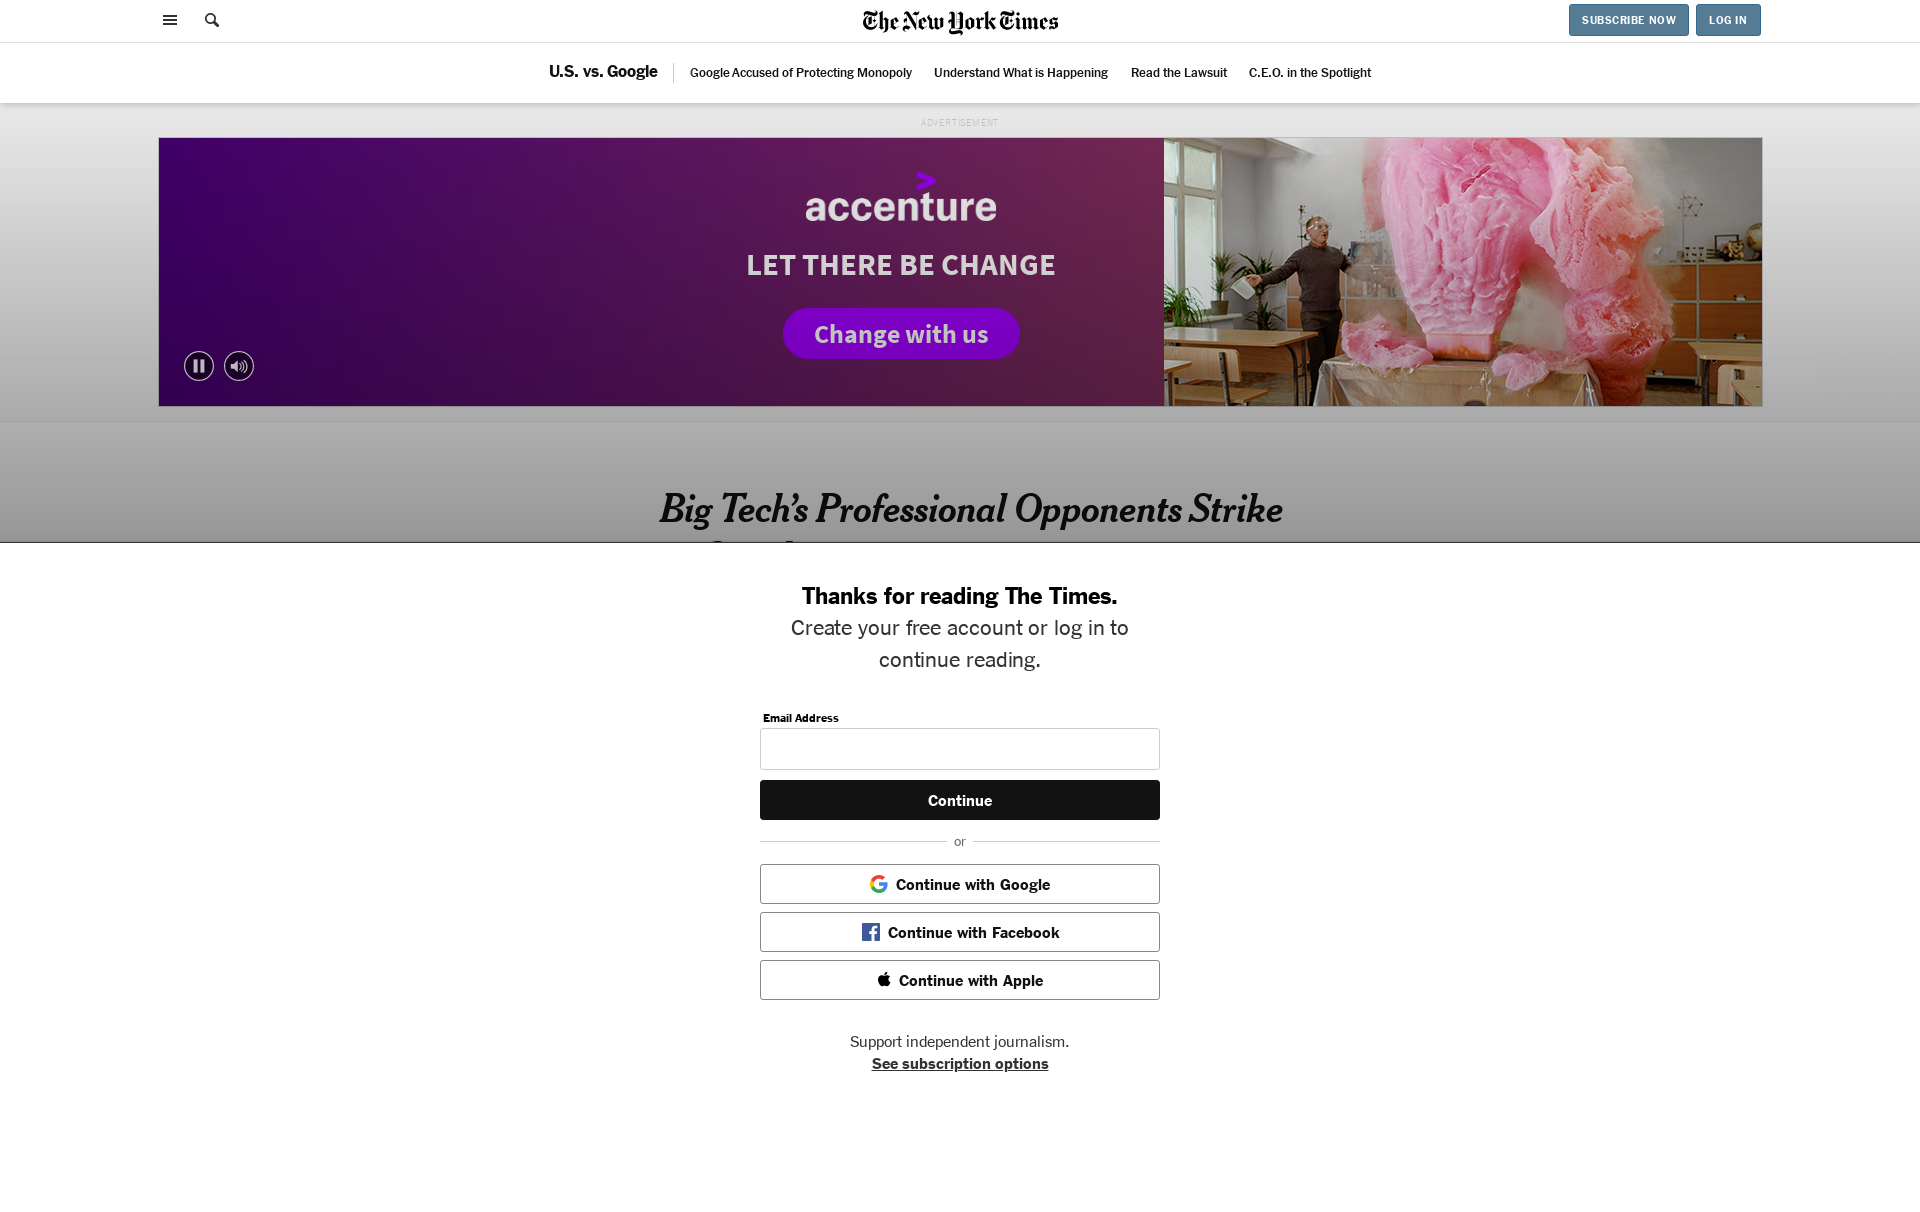 The New York Times
SUBSCRIBE NOW
LOG IN
U.S. vs. Google
Google Accused of Protecting Monopoly
Understand What is Happening
Read the Lawsuit
C.E.O. in the Spotlight
ADVERTISEMENT
accenture
LET THERE BE CHANGE
Change with us
Big Tech's Professional Opponents Strike
Thanks for reading The Times.
Create your free account or log in to
continue reading.
Email Address
Continue
or
Continue with Google
Continue with Facebook
Continue with Apple
Support independent journalism.
See subscription options